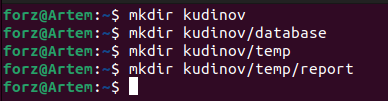 forz@Artem:~$ mkdir kudinov
forz@Artem:~$ mkdir kudinov/database
forz@Artem:~$ mkdir kudinov/temp
forz@Artem:~$ mkdir kudinov/temp/report
forz@Artem:~$